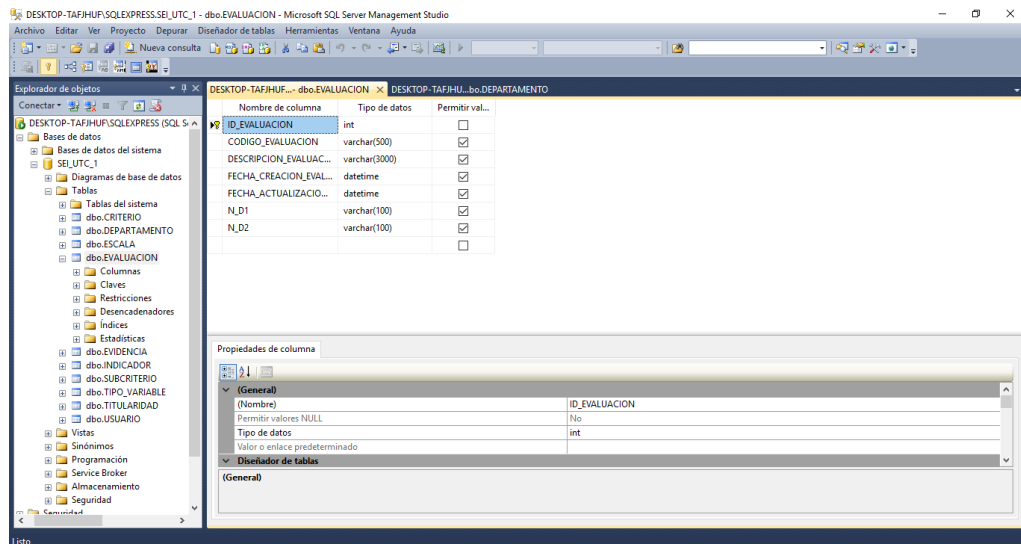 DESKTOP-TAFJHUF\SQLEXPRESS.SEI_UTC_1 - dbo.EVALUACION - Microsoft SQL Server Management Studio
Archivo Editar Ver Proyecto Depurar Diseñador de tablas Herramientas Ventana Ayuda
Nueva consulta
Explorador de objetos
Conectar
DESKTOP-TAFJHUF\SQLEXPRESS (SQL S
Bases de datos
Bases de datos del sistema
SEI_UTC_1
Diagramas de base de datos
Tablas
Tablas del sistema
dbo.CRITERIO
dbo.DEPARTAMENTO
dbo.ESCALA
dbo.EVALUACION
Columnas
Claves
Restricciones
Desencadenadores
Índices
Estadísticas
dbo.EVIDENCIA
dbo.INDICADOR
dbo.SUBCRITERIO
dbo.TIPO_VARIABLE
dbo.TITULARIDAD
dbo.USUARIO
Vistas
Sinónimos
Programación
Service Broker
Almacenamiento
Seguridad
Seguridad
DESKTOP-TAFJHUF...- dbo.EVALUACION DESKTOP-TAFJHU...bo.DEPARTAMENTO
Nombre de columna Tipo de datos Permitir val...
ID_EVALUACION int
CODIGO_EVALUACION varchar(500)
DESCRIPCION_EVALUAC... varchar(3000)
FECHA_CREACION_EVAL... datetime
FECHA_ACTUALIZACIO... datetime
N_D1 varchar(100)
N_D2 varchar(100)
Propiedades de columna
(General)
(Nombre) ID_EVALUACION
Permitir valores NULL No
Tipo de datos int
Valor o enlace predeterminado
Diseñador de tablas
(General)
Listo